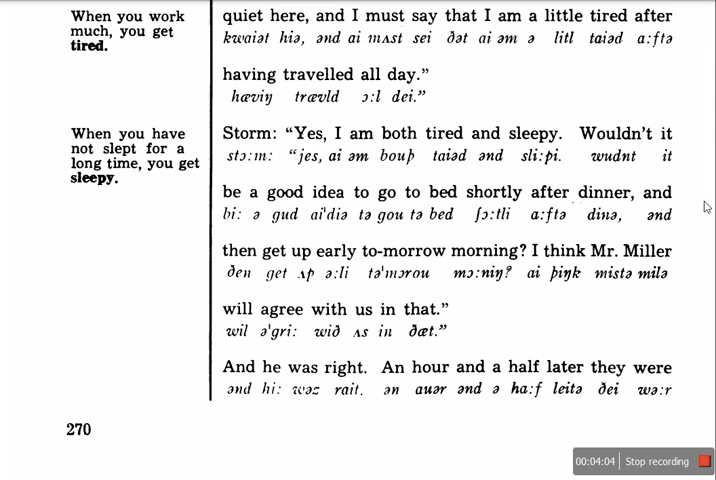 When you work
much, you get
tired.
quiet here, and I must say that I am a little tired after
kwaiət hiə, ənd ai mʌst sei ðət ai əm ə litl taiəd a:ftə
having travelled all day.”
hæviŋ trævld ɔ:l dei.”
When you have
not slept for a
long time, you get
sleepy.
Storm: “Yes, I am both tired and sleepy. Wouldn’t it
stɔ:m: “jes, ai əm bouþ taiəd ənd sli:pi. wudnt it
be a good idea to go to bed shortly after dinner, and
bi: ə gud ai'diə tə gou tə bed ʃɔ:tli a:ftə dinə, ənd
then get up early to-morrow morning? I think Mr. Miller
ðen get ʌp ə:li tə'mɔrou mɔ:niŋ? ai þiŋk mistə milə
will agree with us in that.”
wil ə'gri: wið ʌs in ðæt.”
And he was right. An hour and a half later they were
ənd hi: wəz rait. ən auər ənd ə ha:f leitə ðei wə:r
270
00:04:04 Stop recording